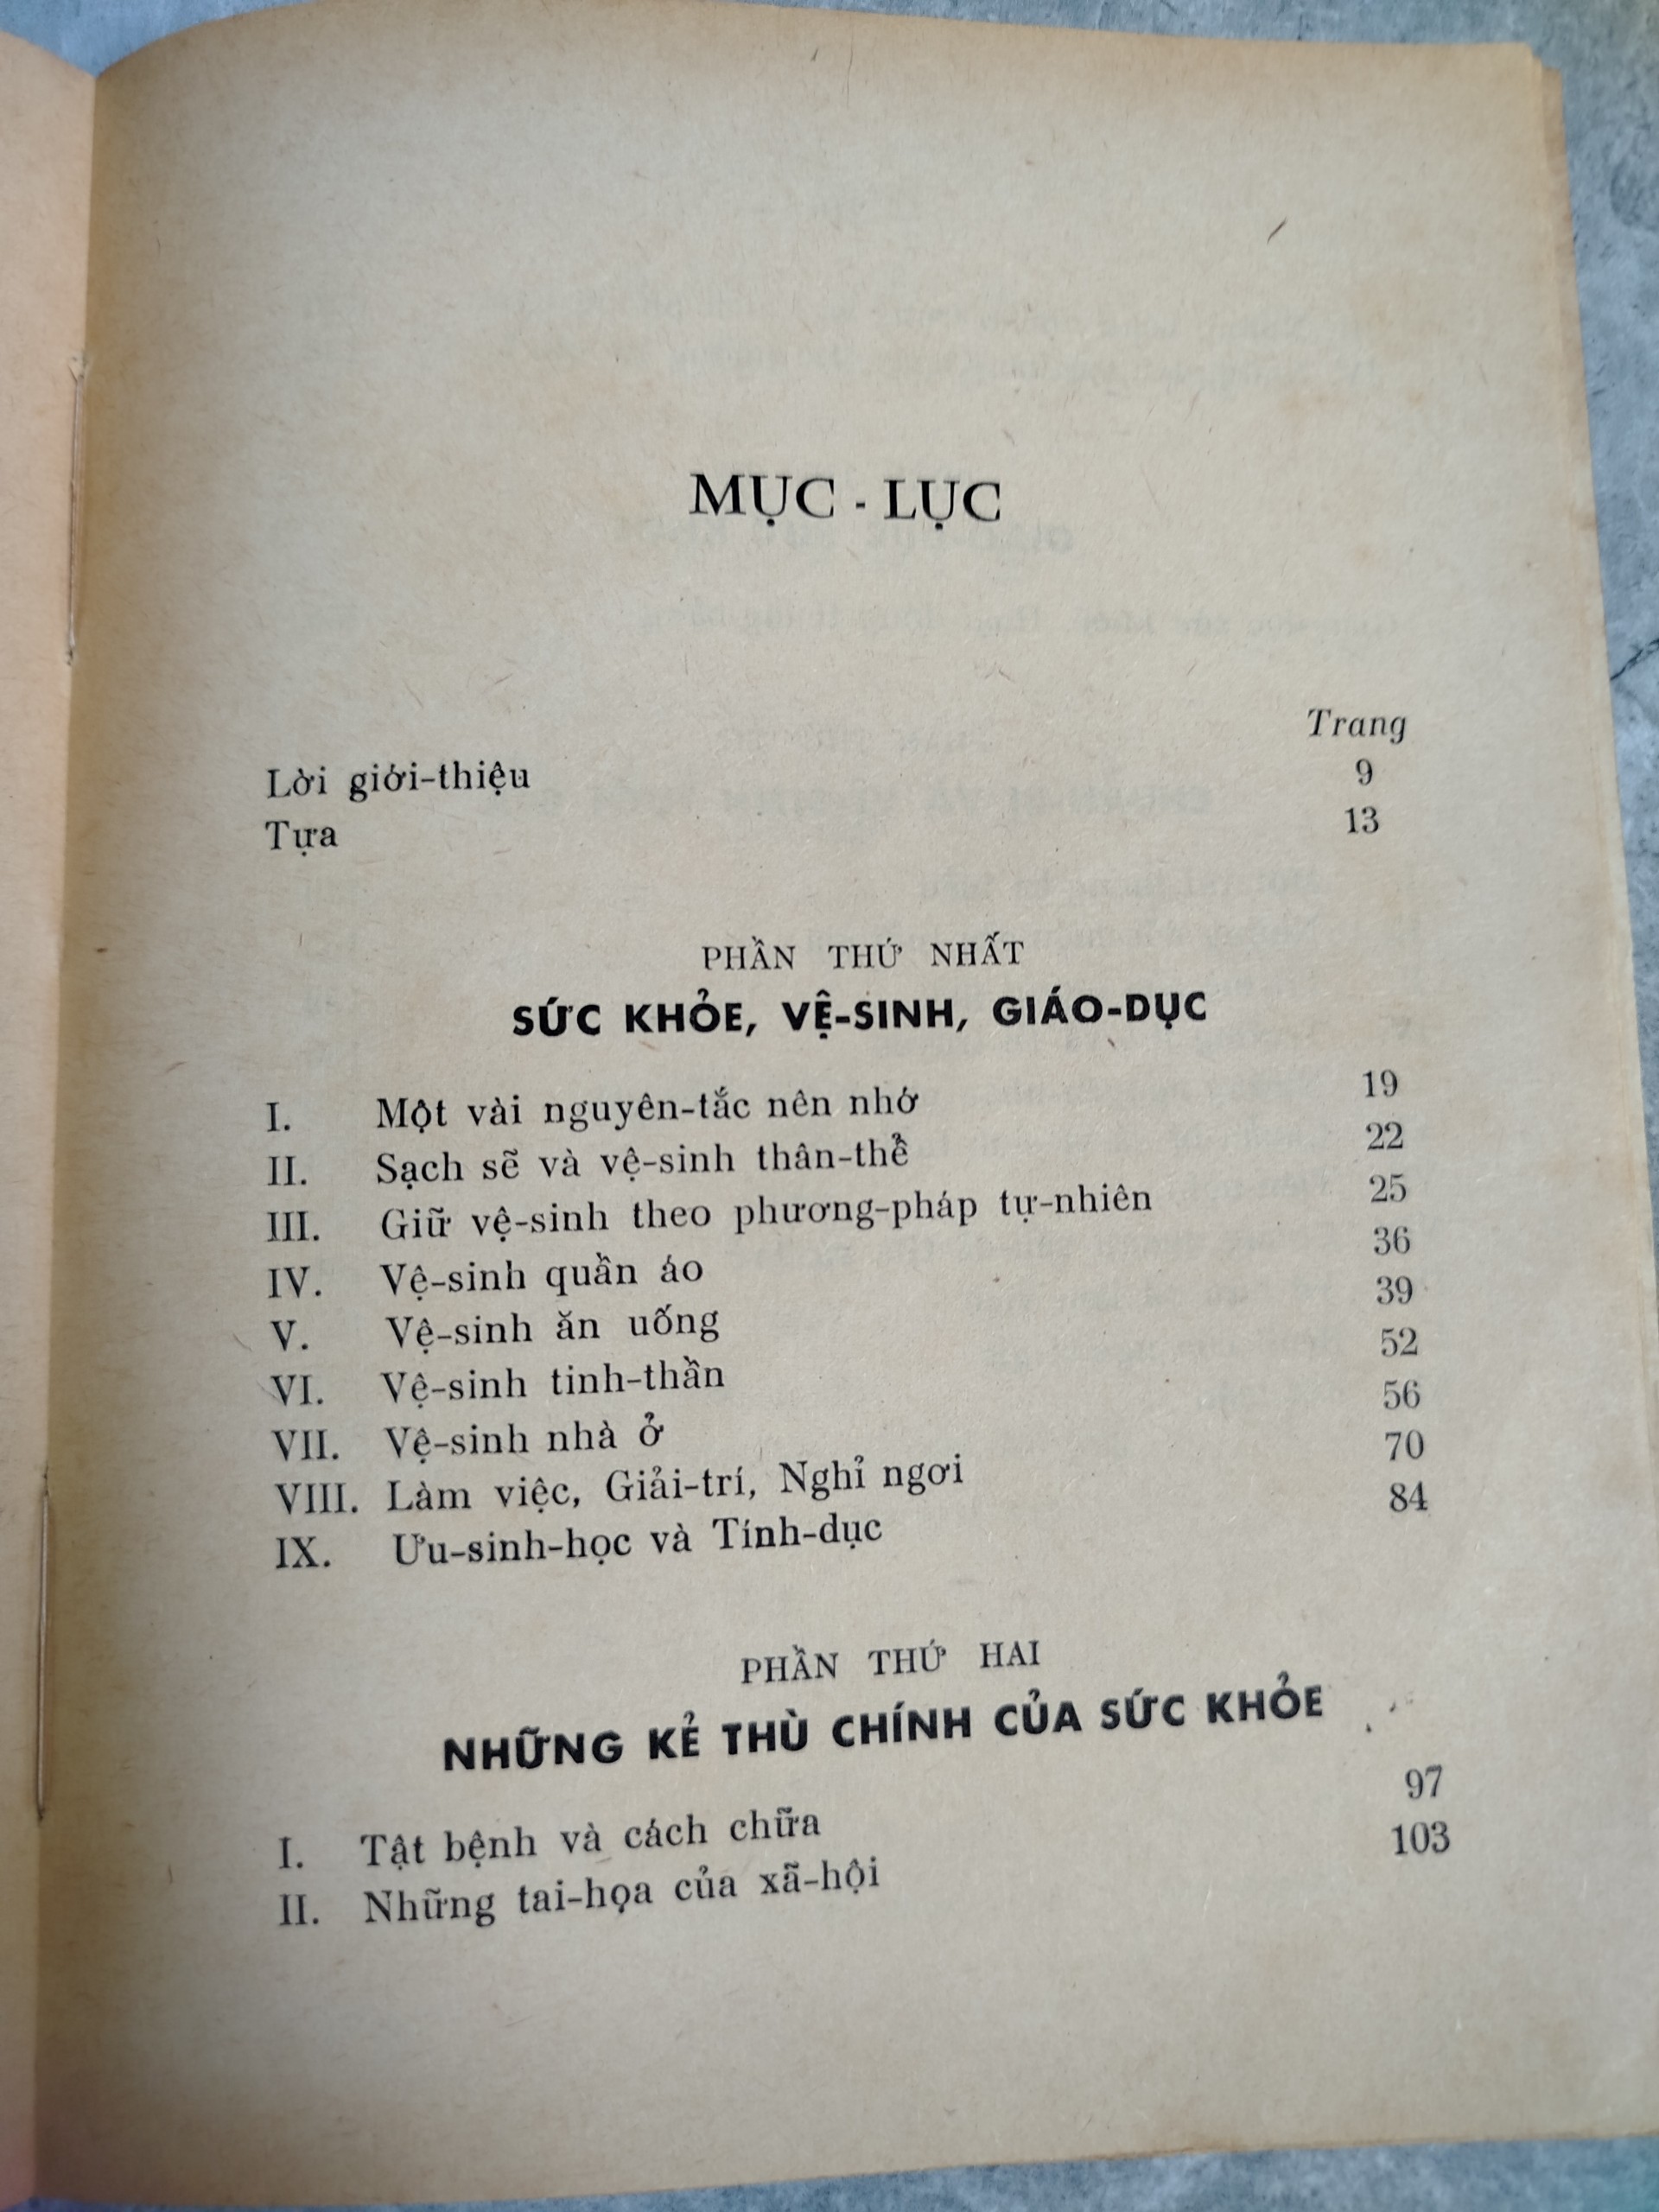 MỤC - LỤC
Trang
Lời giới-thiệu 9
Tựa 13
PHẦN THỨ NHẤT
SỨC KHỎE, VỆ-SINH, GIÁO-DỤC
I. Một vài nguyên-tắc nên nhớ 19
II. Sạch sẽ và vệ-sinh thân-thể 22
III. Giữ vệ-sinh theo phương-pháp tự-nhiên 25
IV. Vệ-sinh quần áo 36
V. Vệ-sinh ăn uống 39
VI. Vệ-sinh tinh-thần 52
VII. Vệ-sinh nhà ở 56
VIII. Làm việc, Giải-trí, Nghỉ ngơi 70
IX. Ưu-sinh-học và Tính-dục 84
PHẦN THỨ HAI
NHỮNG KẺ THÙ CHÍNH CỦA SỨC KHỎE
I. Tật bệnh và cách chữa 97
II. Những tai-họa của xã-hội 103